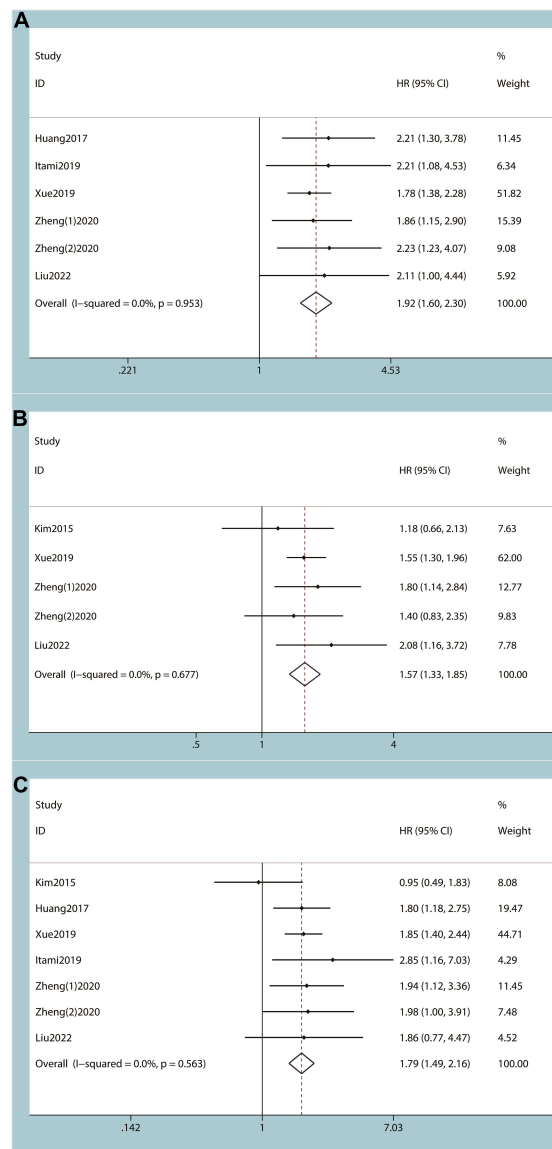 A
Study %
ID HR (95% CI) Weight
Huang2017 2.21 (1.30, 3.78) 11.45
Itami2019 2.21 (1.08, 4.53) 6.34
Xue2019 1.78 (1.38, 2.28) 51.82
Zheng(1)2020 1.86 (1.15, 2.90) 15.39
Zheng(2)2020 2.23 (1.23, 4.07) 9.08
Liu2022 2.11 (1.00, 4.44) 5.92
Overall (I-squared = 0.0%, p = 0.953) 1.92 (1.60, 2.30) 100.00
.221 1 4.53
B
Study %
ID HR (95% CI) Weight
Kim2015 1.18 (0.66, 2.13) 7.63
Xue2019 1.55 (1.30, 1.96) 62.00
Zheng(1)2020 1.80 (1.14, 2.84) 12.77
Zheng(2)2020 1.40 (0.83, 2.35) 9.83
Liu2022 2.08 (1.16, 3.72) 7.78
Overall (I-squared = 0.0%, p = 0.677) 1.57 (1.33, 1.85) 100.00
.5 1 4
C
Study %
ID HR (95% CI) Weight
Kim2015 0.95 (0.49, 1.83) 8.08
Huang2017 1.80 (1.18, 2.75) 19.47
Xue2019 1.85 (1.40, 2.44) 44.71
Itami2019 2.85 (1.16, 7.03) 4.29
Zheng(1)2020 1.94 (1.12, 3.36) 11.45
Zheng(2)2020 1.98 (1.00, 3.91) 7.48
Liu2022 1.86 (0.77, 4.47) 4.52
Overall (I-squared = 0.0%, p = 0.563) 1.79 (1.49, 2.16) 100.00
.142 1 7.03